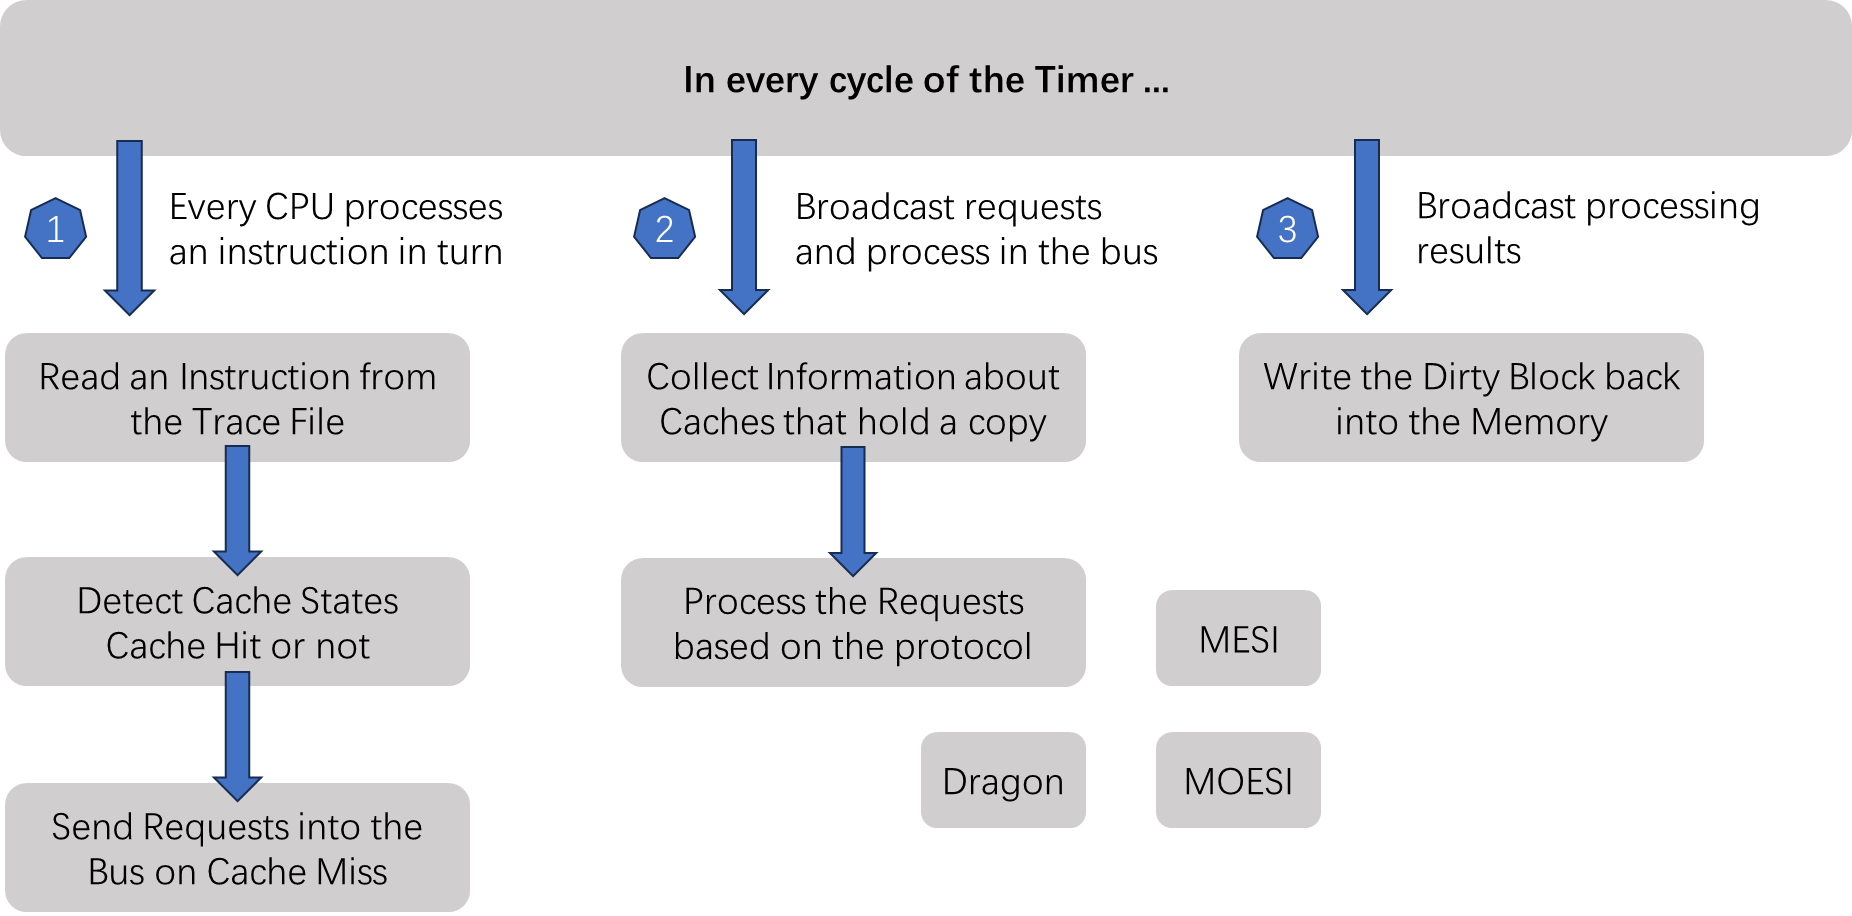 In every cycle of the Timer ...
1
Every CPU processes
an instruction in turn
Read an Instruction from
the Trace File
Detect Cache States
Cache Hit or not
Send Requests into the
Bus on Cache Miss
2
Broadcast requests
and process in the bus
Collect Information about
Caches that hold a copy
Process the Requests
based on the protocol
MESI
Dragon
MOESI
3
Broadcast processing
results
Write the Dirty Block back
into the Memory